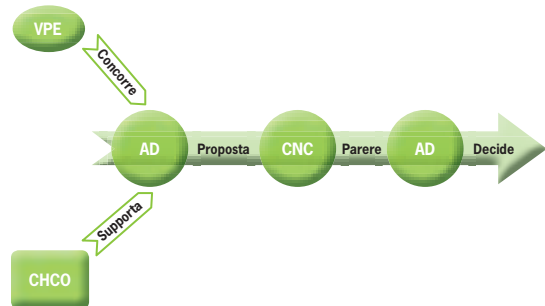 VPE
Concorre
AD Proposta CNC Parere AD Decide
Supporta
CHCO